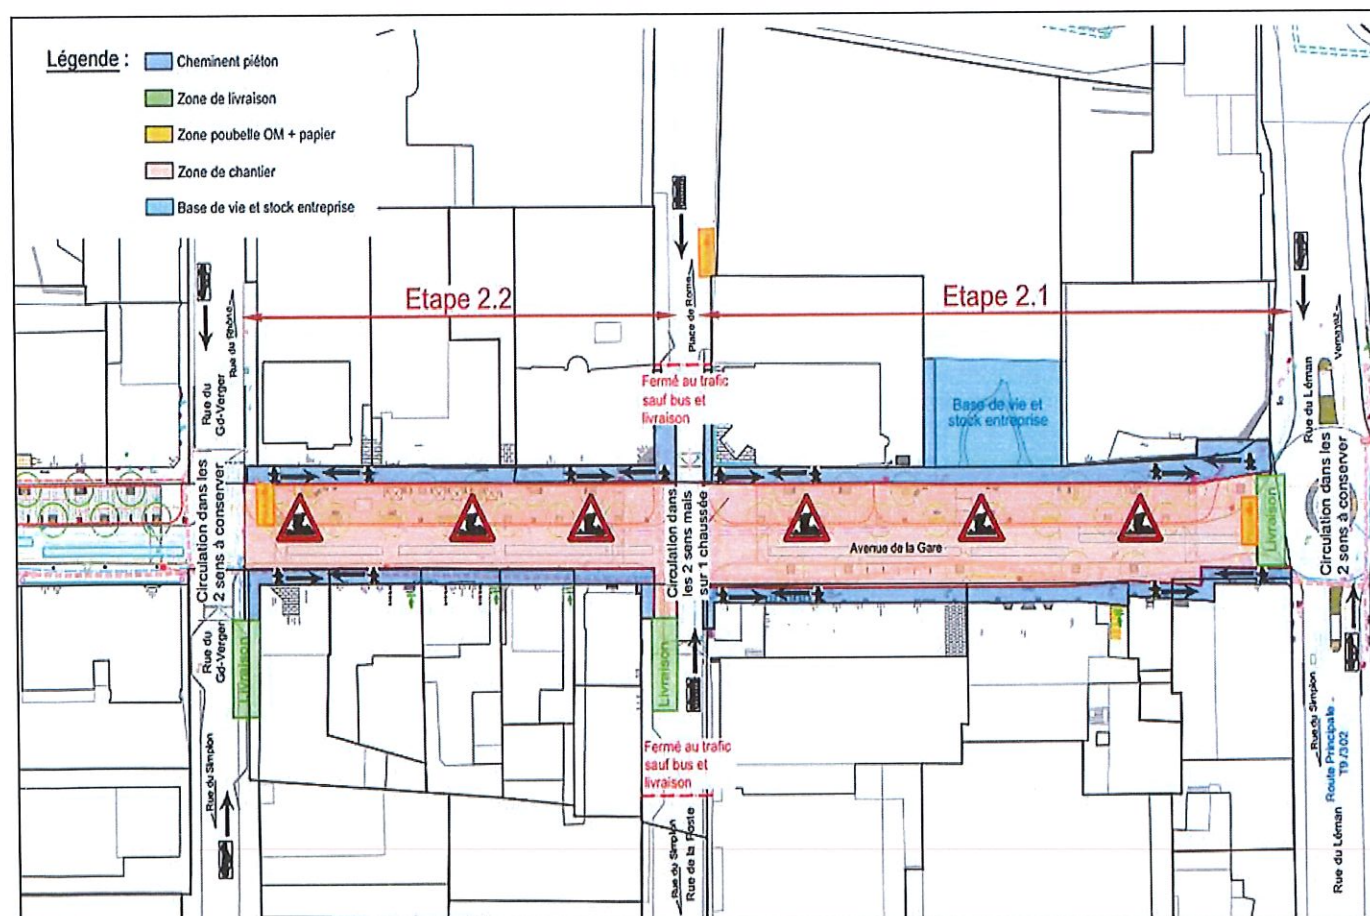 Légende :
Cheminent piéton
Zone de livraison
Zone poubelle OM + papier
Zone de chantier
Base de vie et stock entreprise
Etape 2.2
Etape 2.1
Rue du Rhône
Rue du
Gd-Verger
Place de Rome
Fermé au trafic
sauf bus et
livraison
Base de vie et
stock entreprise
Rue du Léman
Vernayaz
Circulation dans les
2 sens à conserver
Circulation dans
les 2 sens mais
sur 1 chaussée
Avenue de la Gare
Livraison
Circulation dans les
2 sens à conserver
Rue du
Gd-Verger
Livraison
Livraison
Rue du Simplon
Fermé au trafic
sauf bus et
livraison
Rue du Simplon
Rue de la Poste
Rue du Simplon
Route Principale -
T9 /302
Rue du Léman